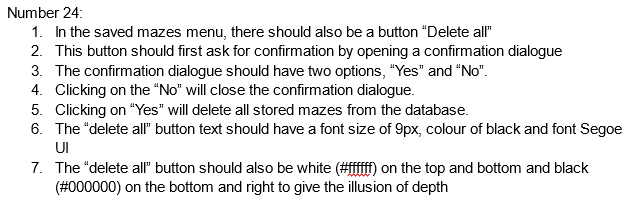 Number 24:
1. In the saved mazes menu, there should also be a button “Delete all”
2. This button should first ask for confirmation by opening a confirmation dialogue
3. The confirmation dialogue should have two options, “Yes” and “No”.
4. Clicking on the “No” will close the confirmation dialogue.
5. Clicking on “Yes” will delete all stored mazes from the database.
6. The “delete all” button text should have a font size of 9px, colour of black and font Segoe
UI
7. The “delete all” button should also be white (#ffffff) on the top and bottom and black
(#000000) on the bottom and right to give the illusion of depth